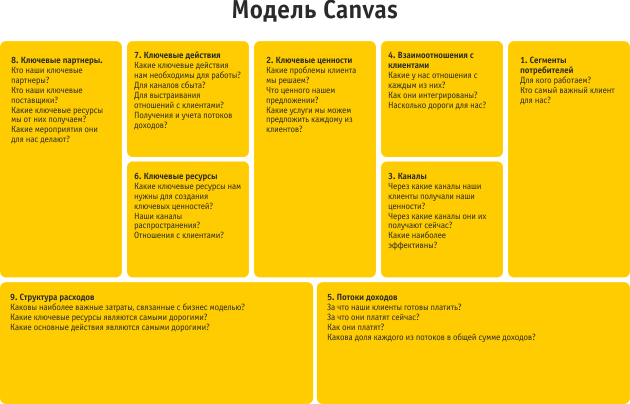 Модель Canvas
8. Ключевые партнеры.
Кто наши ключевые
партнеры?
Кто наши ключевые
поставщики?
Какие ключевые ресурсы
мы от них получаем?
Какие мероприятия они
для нас делают?
7. Ключевые действия
Какие ключевые действия
нам необходимы для работы?
Для каналов сбыта?
Для выстраивания
отношений с клиентами?
Получения и учета потоков
доходов?
6. Ключевые ресурсы
Какие ключевые ресурсы нам
нужны для создания
ключевых ценностей?
Наши каналы
распространения?
Отношения с клиентами?
2. Ключевые ценности
Какие проблемы клиента
мы решаем?
Что ценного нашем
предложении?
Какие услуги мы можем
предложить каждому из
клиентов?
4. Взаимоотношения с
клиентами
Какие у нас отношения с
каждым из них?
Как они интегрированы?
Насколько дороги для нас?
3. Каналы
Через какие каналы наши
клиенты получали наши
ценности?
Через какие каналы они их
получают сейчас?
Какие наиболее
эффективны?
1. Сегменты
потребителей
Для кого работаем?
Кто самый важный клиент
для нас?
9. Структура расходов
Каковы наиболее важные затраты, связанные с бизнес моделью?
Какие ключевые ресурсы являются самыми дорогими?
Какие основные действия являются самыми дорогими?
5. Потоки доходов
За что наши клиенты готовы платить?
За что они платят сейчас?
Как они платят?
Какова доля каждого из потоков в общей сумме доходов?